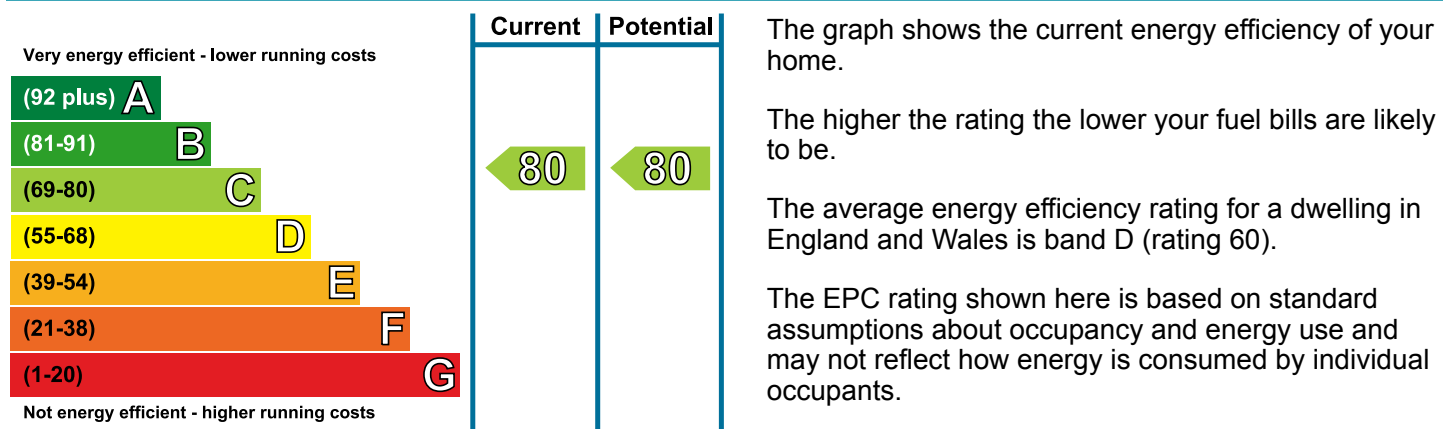 Current Potential
Very energy efficient - lower running costs
(92 plus) A
(81-91) B
(69-80) C
(55-68) D
(39-54) E
(21-38) F
(1-20) G
Not energy efficient - higher running costs
80 80
The graph shows the current energy efficiency of your
home.
The higher the rating the lower your fuel bills are likely
to be.
The average energy efficiency rating for a dwelling in
England and Wales is band D (rating 60).
The EPC rating shown here is based on standard
assumptions about occupancy and energy use and
may not reflect how energy is consumed by individual
occupants.